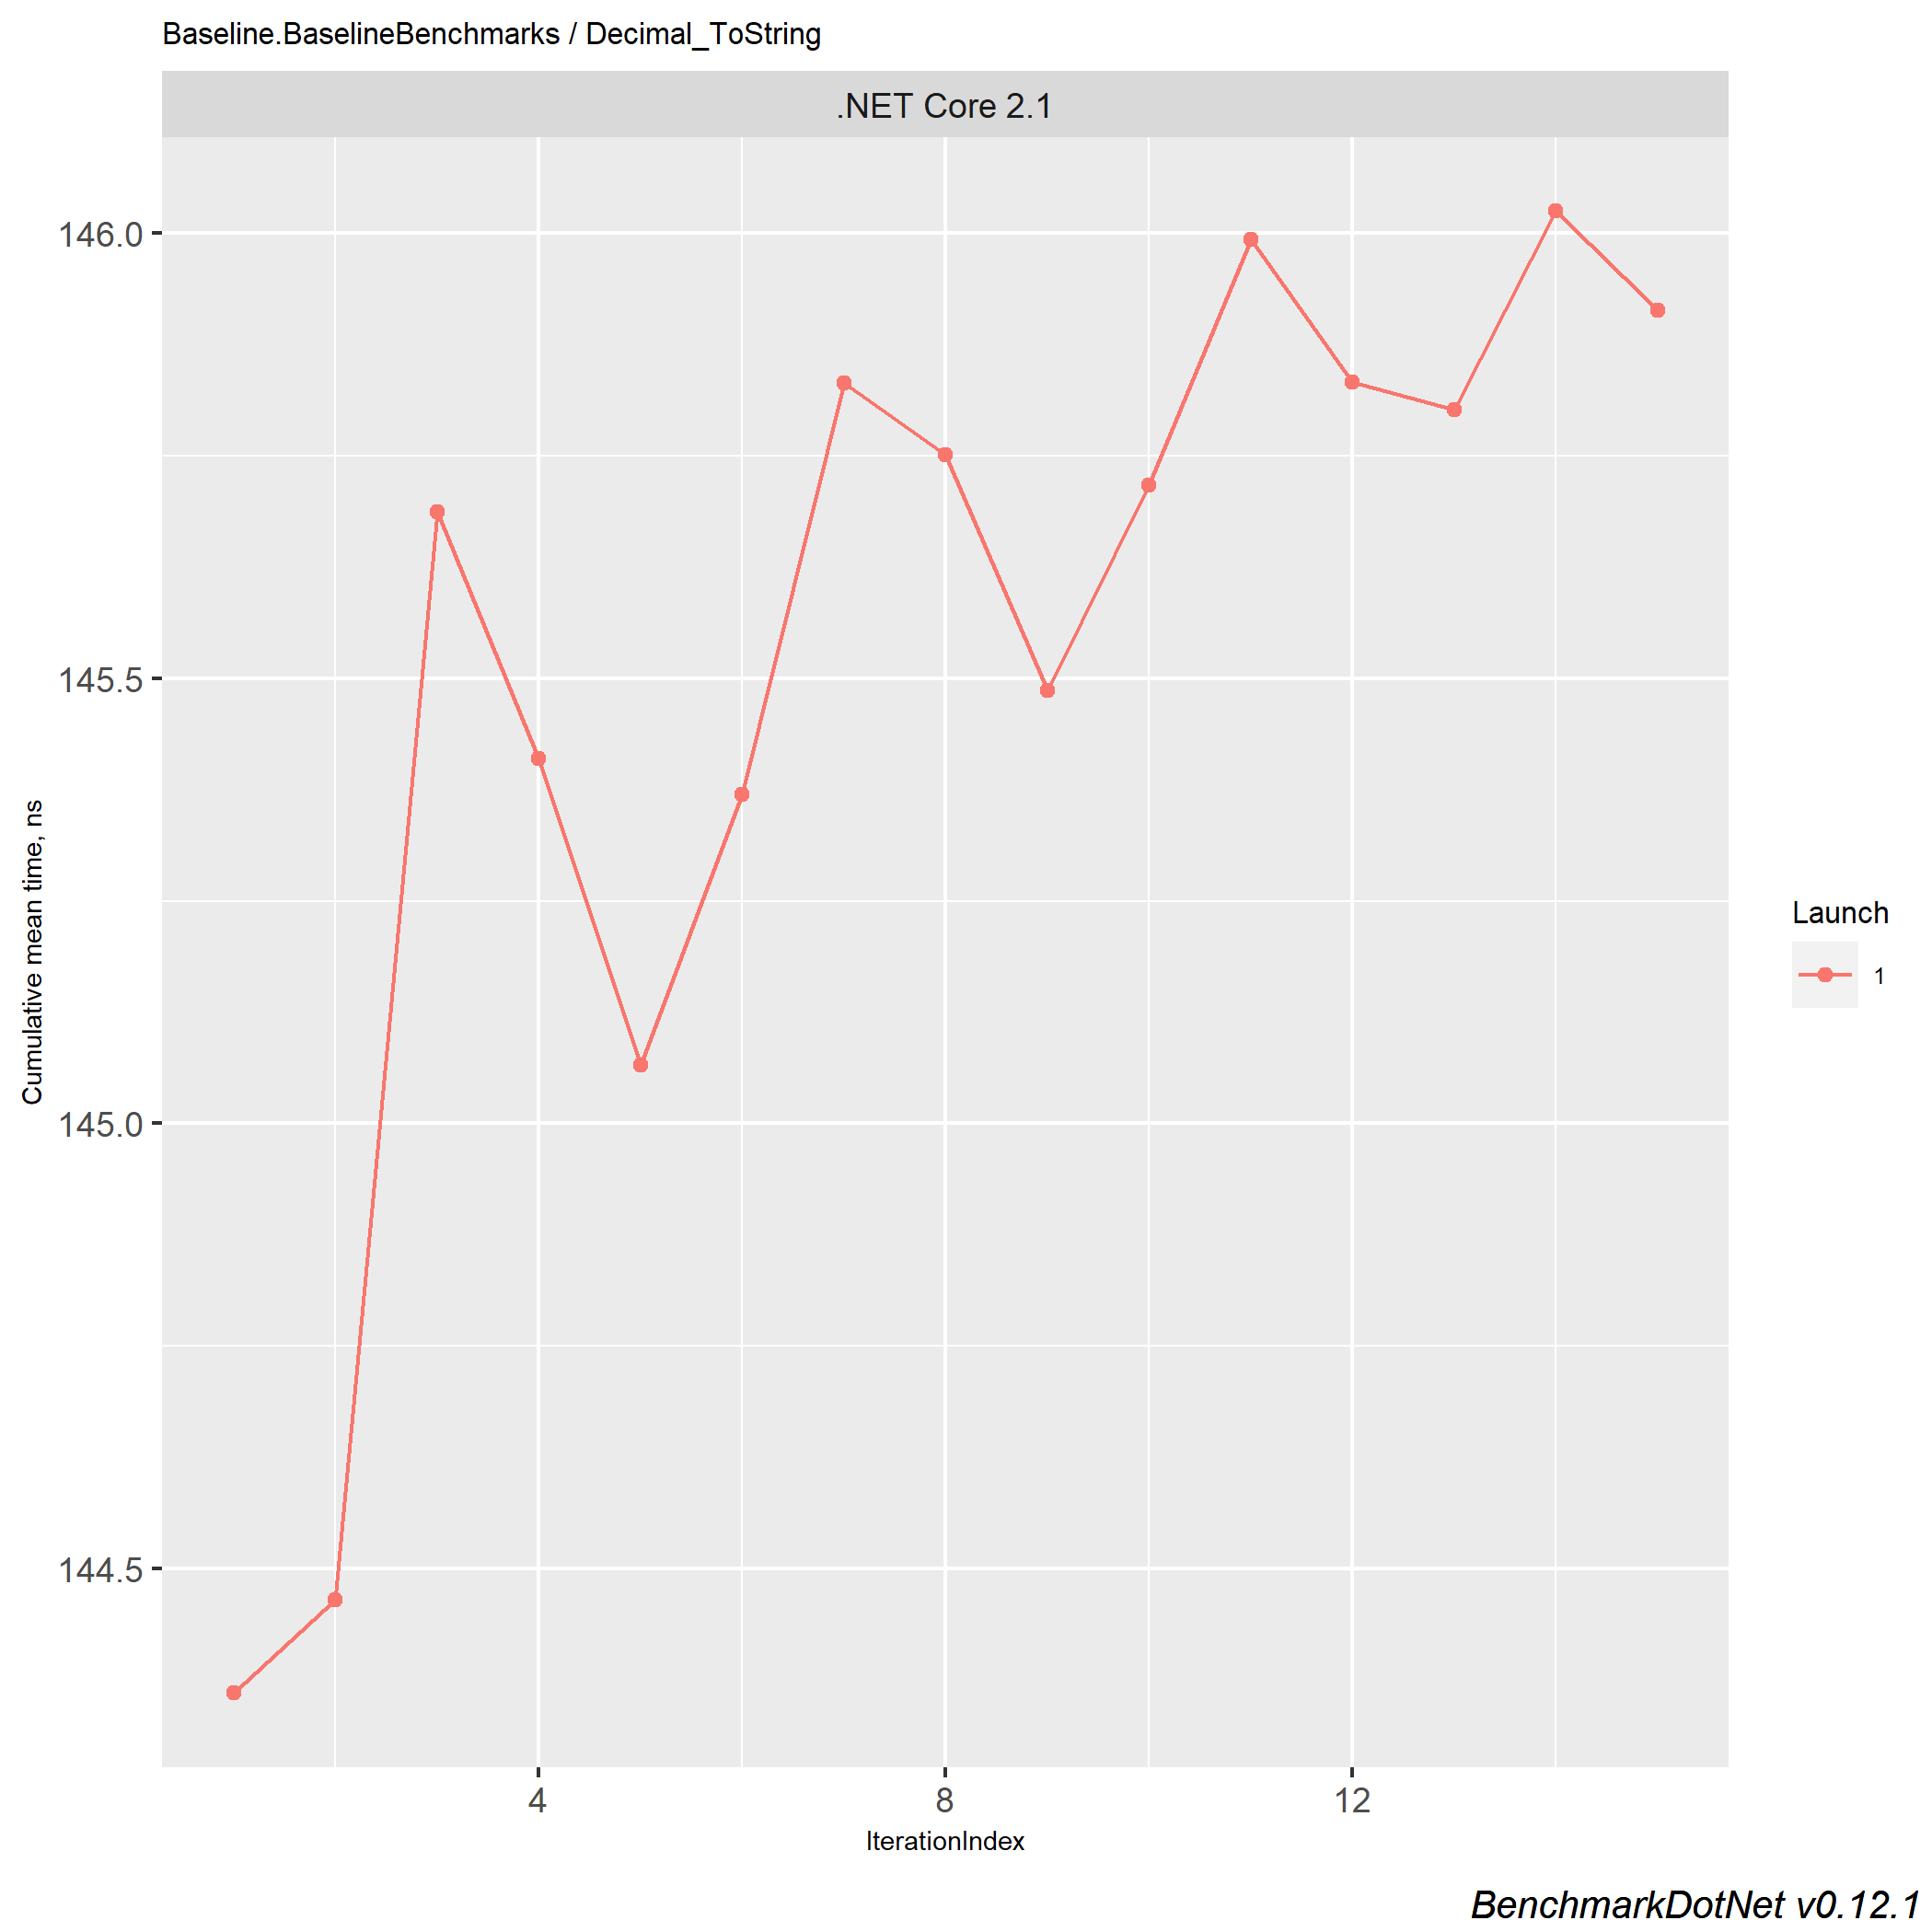 Baseline.BaselineBenchmarks / Decimal_ToString
.NET Core 2.1
146.0
145.5
145.0
144.5
Cumulative mean time, ns
4
8
12
IterationIndex
Launch
1
BenchmarkDotNet v0.12.1